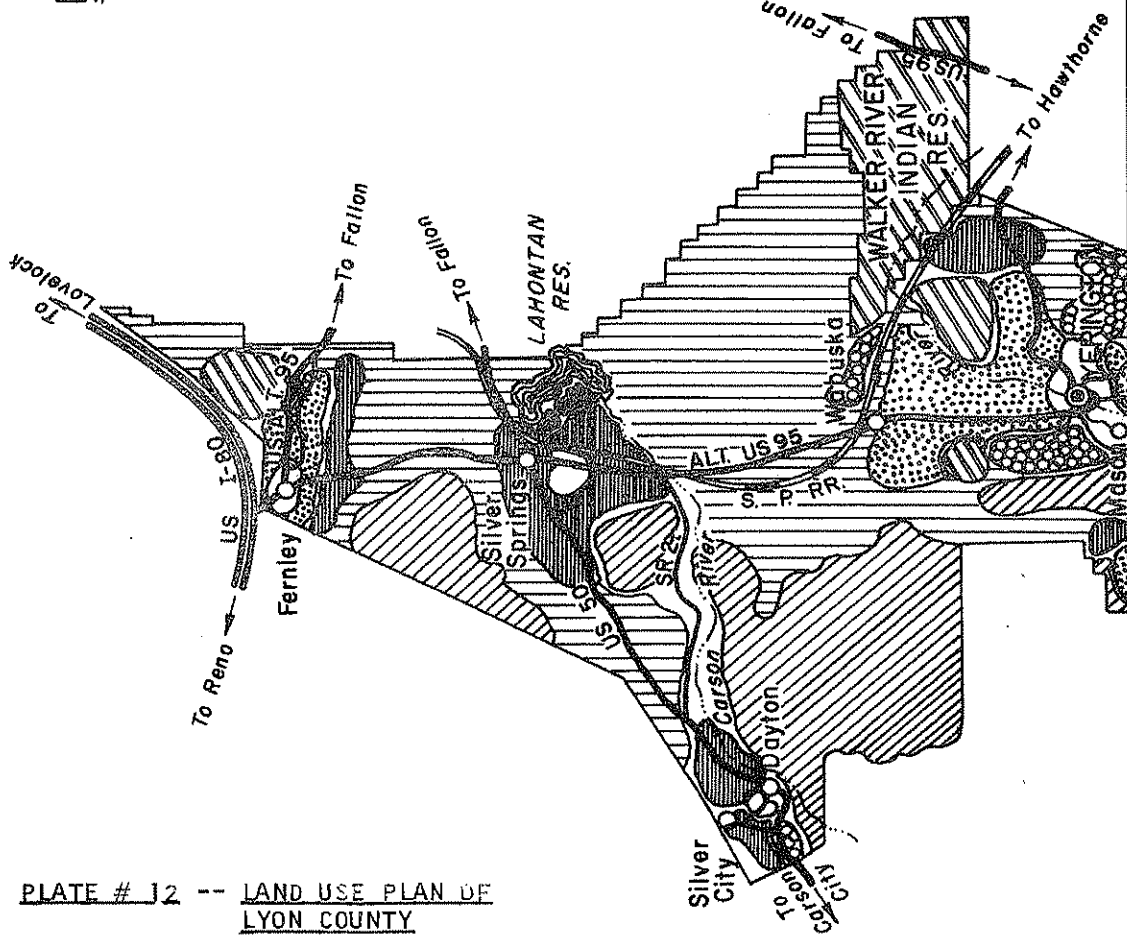 To Lovelock
US I-80
To Reno
To Fallon
Fernley
US ALT. 95
To Fallon
LAHONTAN
RES.
Silver
Springs
US 50
ALT. US 95
S. P. RR.
SR 2
Carson River
Dayton
Silver
City
To
Carson
City
To Fallon
US 95
WALKER RIVER
INDIAN
RES.
To Hawthorne
Wabuska
River
Mason
PLATE # 12 -- LAND USE PLAN OF
LYON COUNTY